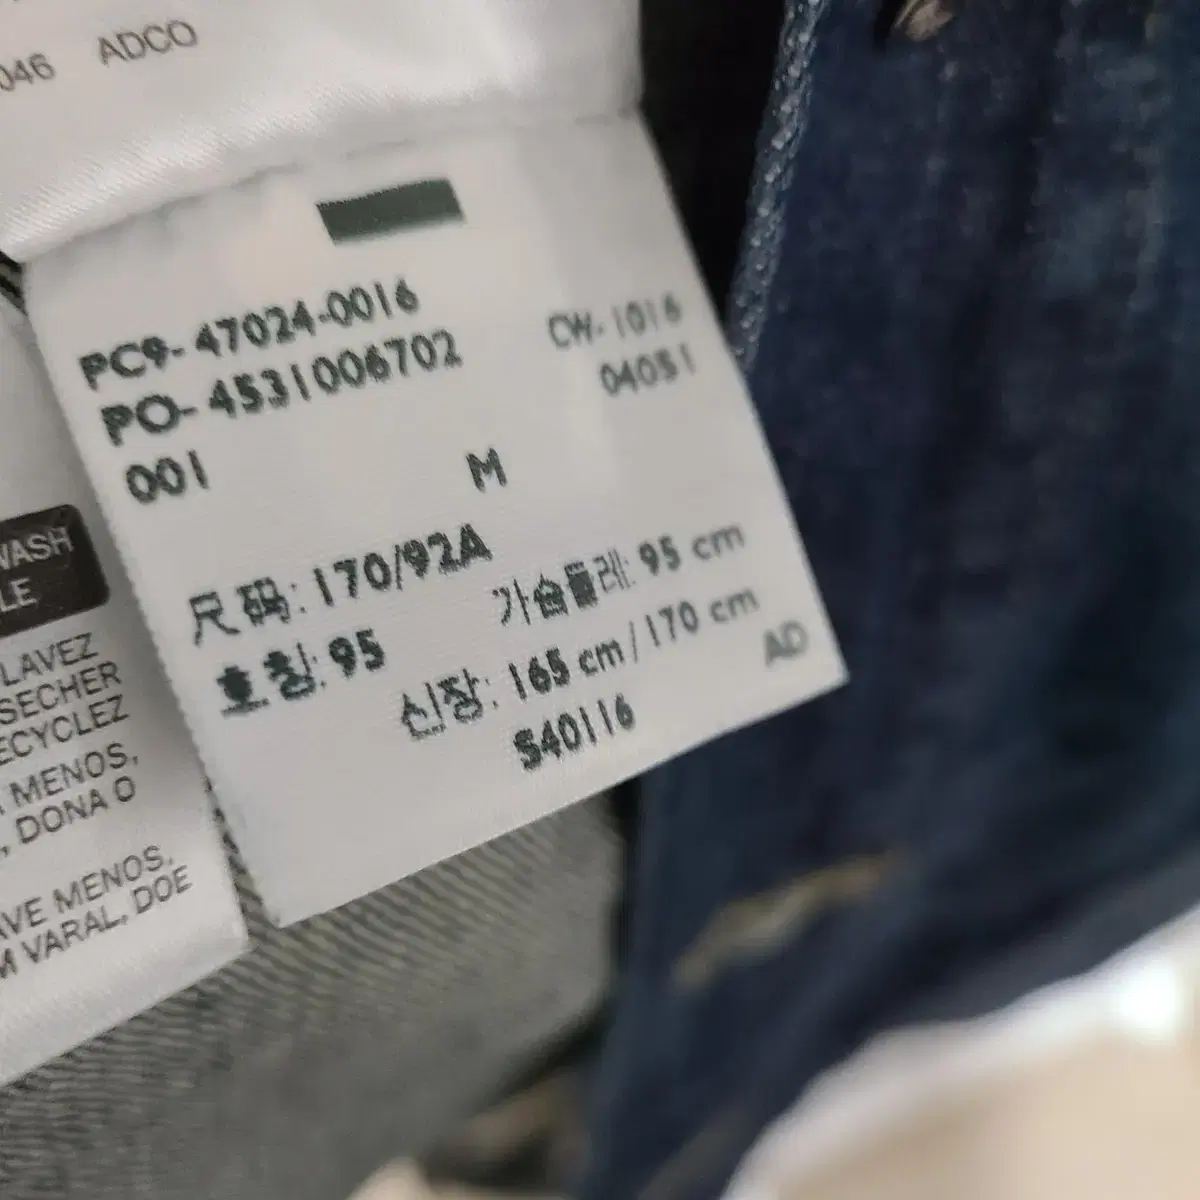 046 ADCO
PC9-47024-0016
CW-1016
PO-4531006702
04051
001 M
尺码: 170/92A
가슴둘레: 95 cm
호칭: 95
신장: 165 cm/170 cm
AD
S40116
WASH
LE
LAVEZ
SECHER
ECYCLEZ
MENOS,
, DONA O
AVE MENOS,
M VARAL, DOE